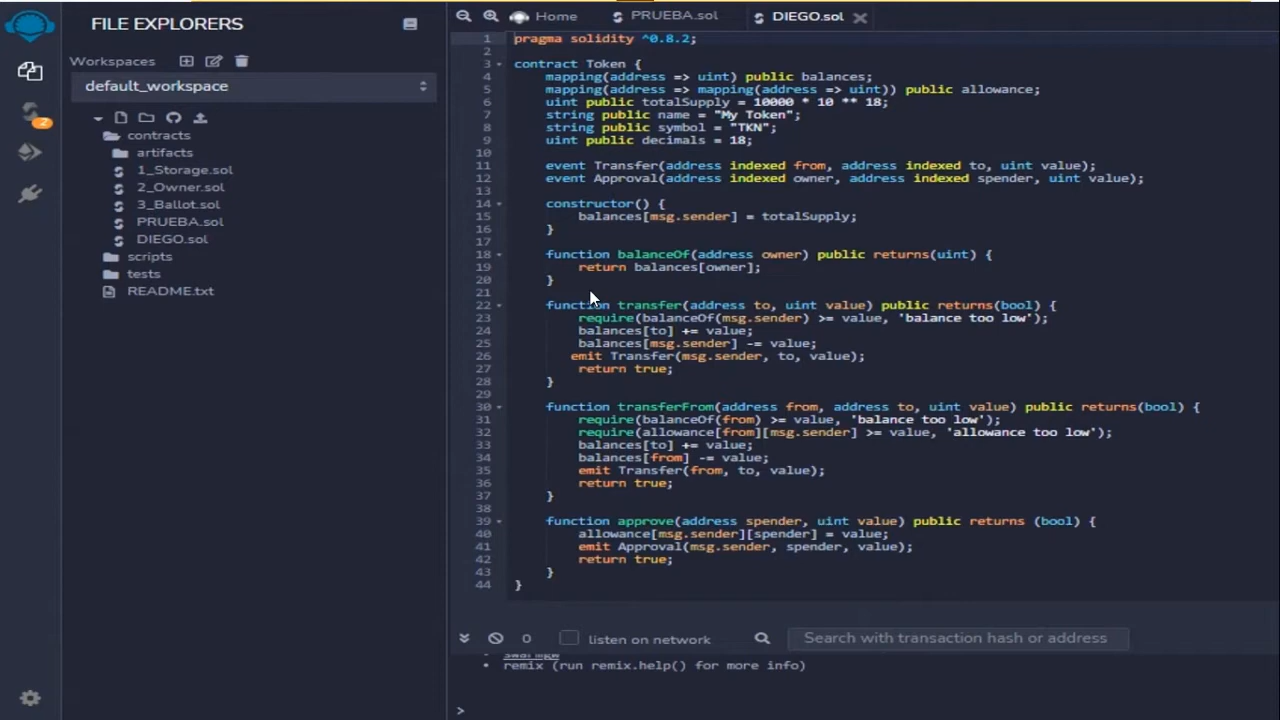 FILE EXPLORERS
Workspaces
default_workspace
contracts
artifacts
1_Storage.sol
2_Owner.sol
3_Ballot.sol
PRUEBA.sol
DIEGO.sol
scripts
tests
README.txt
2
Home
PRUEBA.sol
DIEGO.sol
1 pragma solidity ^0.8.2;
2
3 contract Token {
4 mapping(address => uint) public balances;
5 mapping(address => mapping(address => uint)) public allowance;
6 uint public totalSupply = 10000 * 10 ** 18;
7 string public name = "My Token";
8 string public symbol = "TKN";
9 uint public decimals = 18;
10
11 event Transfer(address indexed from, address indexed to, uint value);
12 event Approval(address indexed owner, address indexed spender, uint value);
13
14 constructor() {
15 balances[msg.sender] = totalSupply;
16 }
17
18 function balanceOf(address owner) public returns(uint) {
19 return balances[owner];
20 }
21
22 function transfer(address to, uint value) public returns(bool) {
23 require(balanceOf(msg.sender) >= value, 'balance too low');
24 balances[to] += value;
25 balances[msg.sender] -= value;
26 emit Transfer(msg.sender, to, value);
27 return true;
28 }
29
30 function transferFrom(address from, address to, uint value) public returns(bool) {
31 require(balanceOf(from) >= value, 'balance too low');
32 require(allowance[from][msg.sender] >= value, 'allowance too low');
33 balances[to] += value;
34 balances[from] -= value;
35 emit Transfer(from, to, value);
36 return true;
37 }
38
39 function approve(address spender, uint value) public returns (bool) {
40 allowance[msg.sender][spender] = value;
41 emit Approval(msg.sender, spender, value);
42 return true;
43 }
44 }
0 listen on network Search with transaction hash or address
swarmgw
• remix (run remix.help() for more info)
>